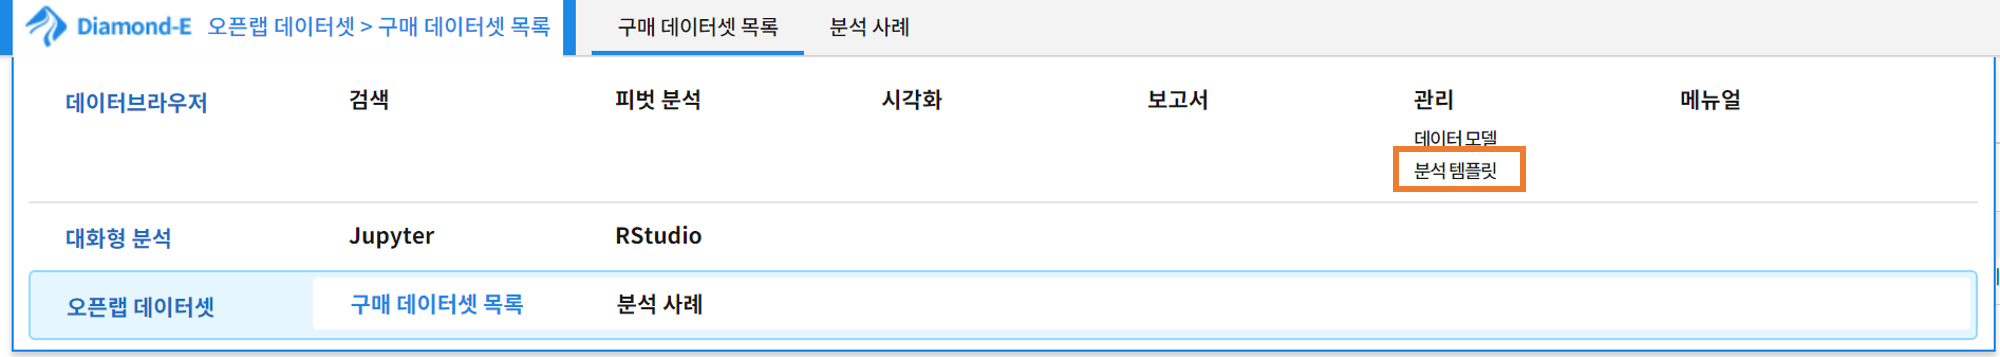 Diamond-E 오픈랩 데이터셋 > 구매 데이터셋 목록 구매 데이터셋 목록 분석 사례
데이터브라우저 검색 피벗 분석 시각화 보고서 관리 메뉴얼
데이터 모델
분석 템플릿
대화형 분석 Jupyter RStudio
오픈랩 데이터셋 구매 데이터셋 목록 분석 사례